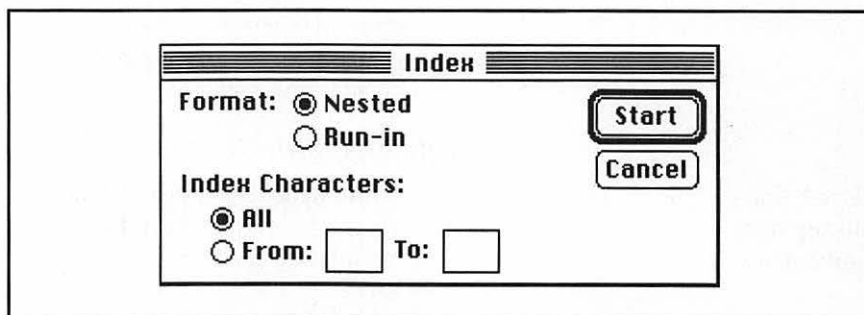 Index
Format: Nested
Run-in
Start
Cancel
Index Characters:
All
From: To: